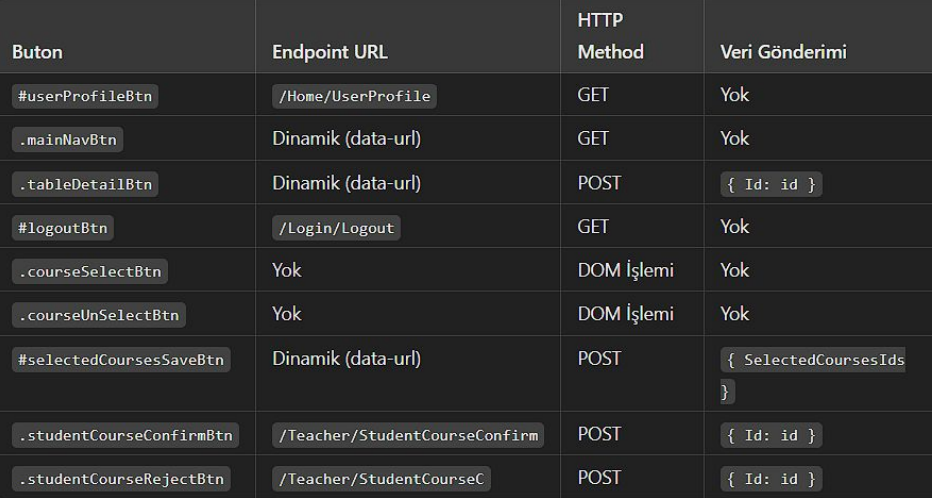 Buton Endpoint URL HTTP Method Veri Gönderimi
#userProfileBtn /Home/UserProfile GET Yok
.mainNavBtn Dinamik (data-url) GET Yok
.tableDetailBtn Dinamik (data-url) POST { Id: id }
#logoutBtn /Login/Logout GET Yok
.courseSelectBtn Yok DOM İşlemi Yok
.courseUnSelectBtn Yok DOM İşlemi Yok
#selectedCoursesSaveBtn Dinamik (data-url) POST { SelectedCoursesIds
}
.studentCourseConfirmBtn /Teacher/StudentCourseConfirm POST { Id: id }
.studentCourseRejectBtn /Teacher/StudentCourseC POST { Id: id }